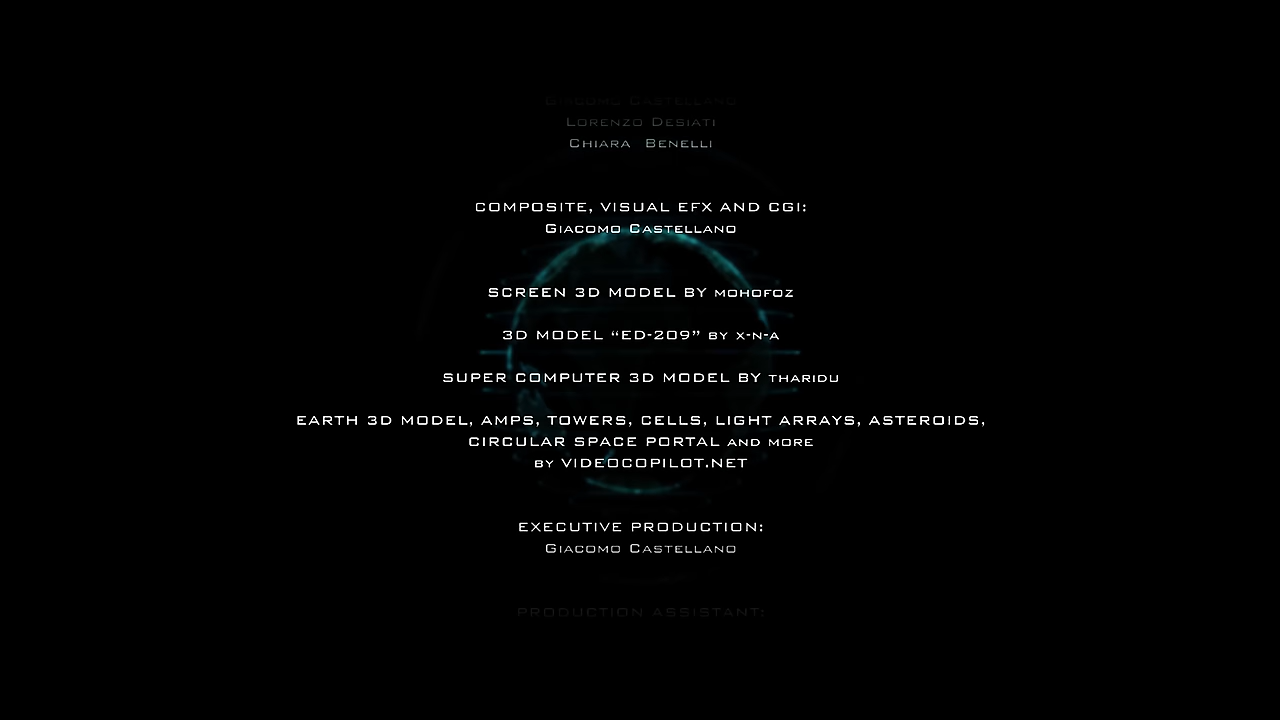 Giacomo Castellano
Lorenzo Desiati
Chiara Benelli
COMPOSITE, VISUAL EFX AND CGI:
Giacomo Castellano
SCREEN 3D MODEL BY MOHOFOZ
3D MODEL “ED-209” BY X-N-A
SUPER COMPUTER 3D MODEL BY THARIDU
EARTH 3D MODEL, AMPS, TOWERS, CELLS, LIGHT ARRAYS, ASTEROIDS,
CIRCULAR SPACE PORTAL AND MORE
BY VIDEOCOPILOT.NET
EXECUTIVE PRODUCTION:
Giacomo Castellano
PRODUCTION ASSISTANT: